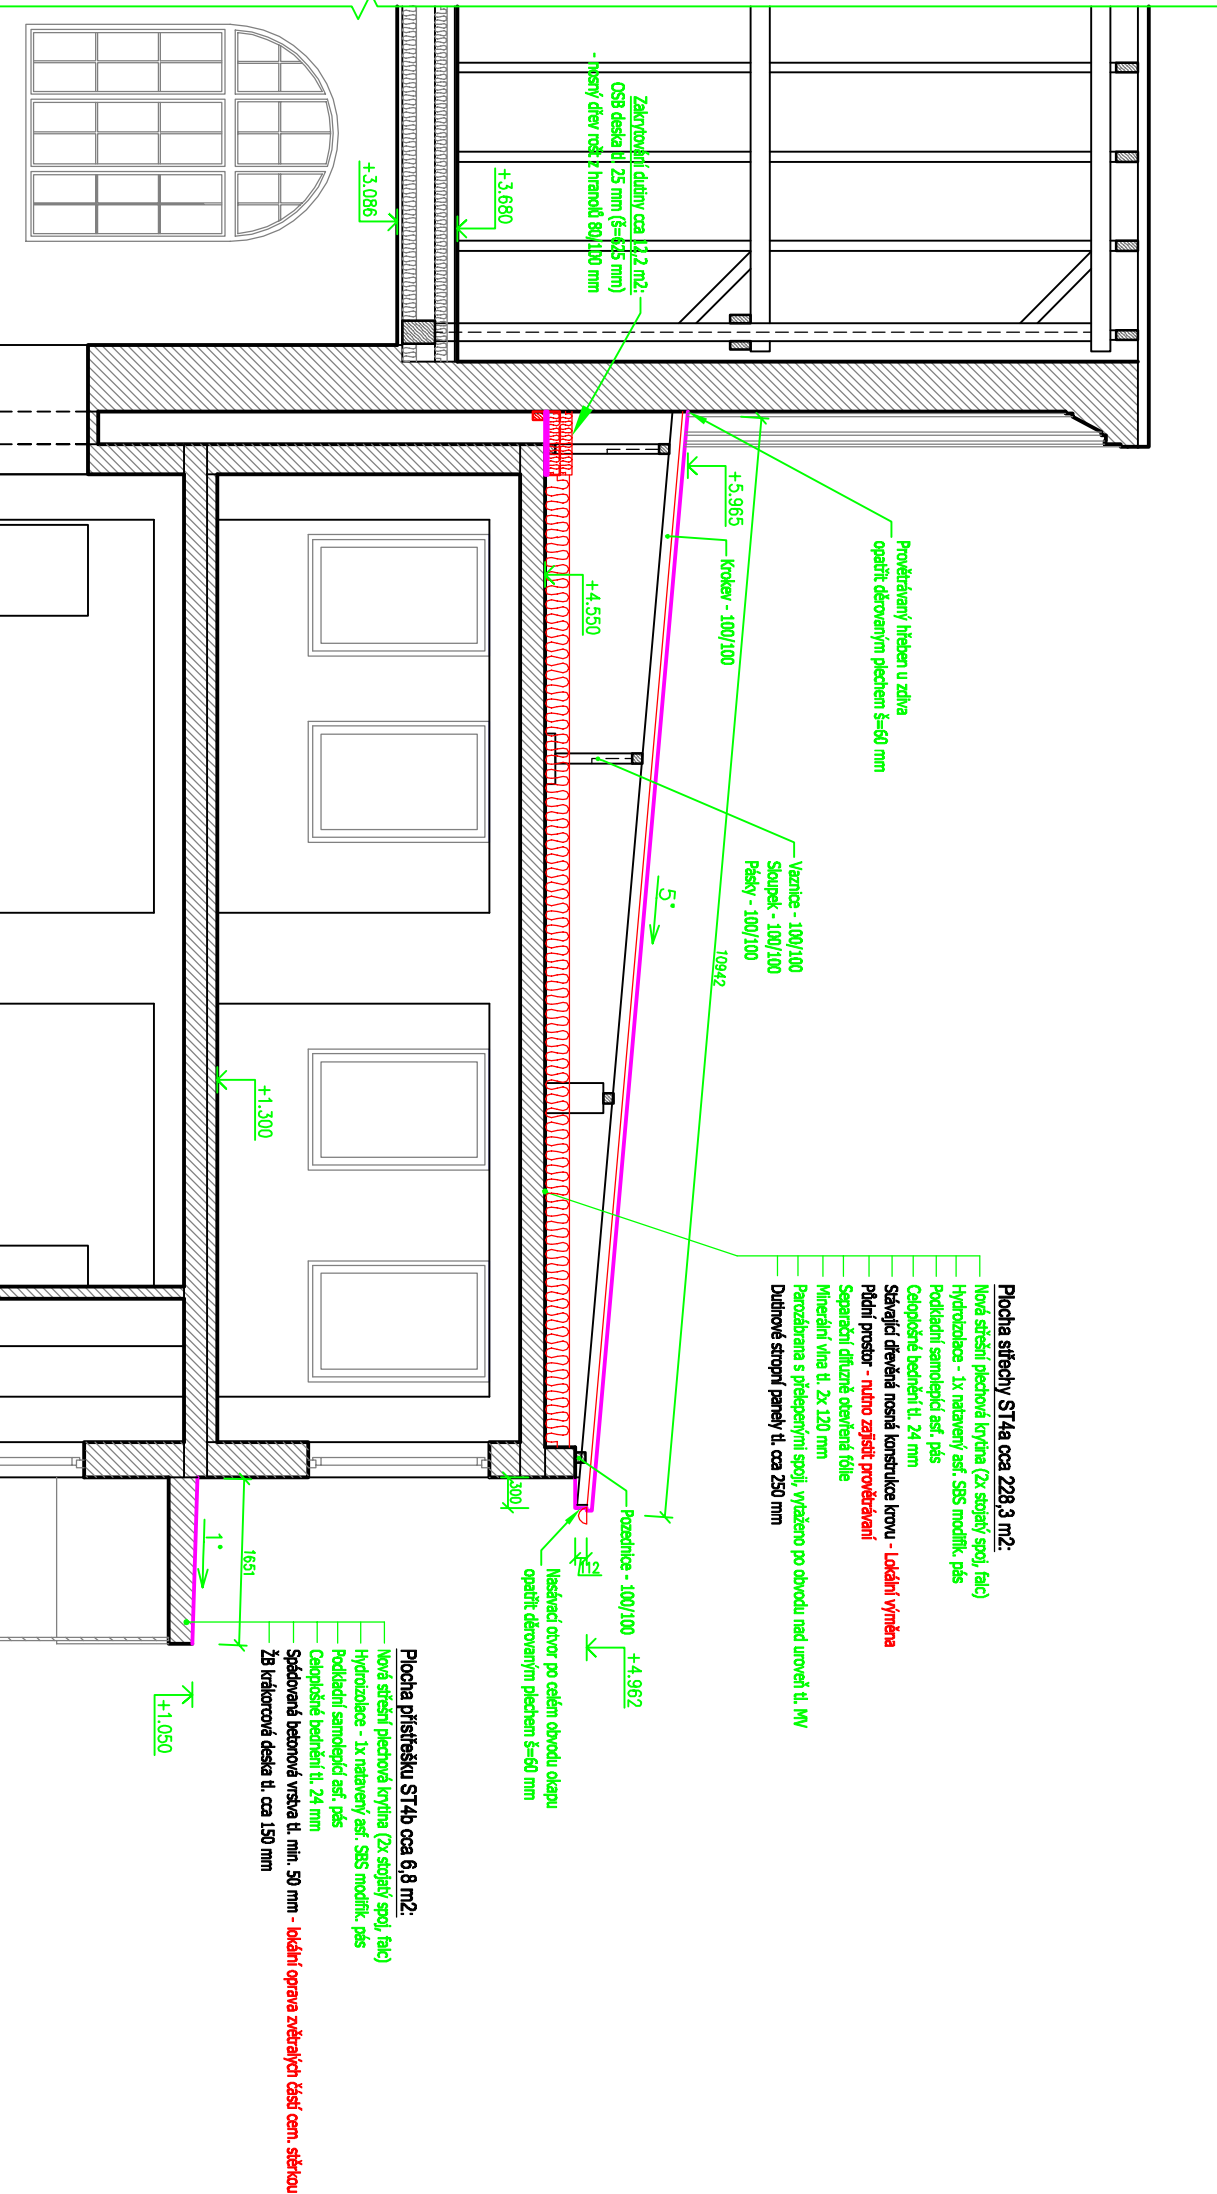 Zakrytování dutiny cca 12,2 m2:
OSB deska tl. 25 mm (š=625 mm)
- nosný dřev rošt z hranolů 80/100 mm
+3.680
+3.086
Provětrávaný hřeben u zdiva
opatřit děrovaným plechem š=60 mm
+5.965
Krokev - 100/100
+4.550
10942
Vaznice - 100/100
Sloupek - 100/100
Pásky - 100/100
5°
+1.300
Plocha střechy ST4a cca 228,3 m2:
Nová střešní plechová krytina (2x stojatý spoj, falc)
Hydroizolace - 1x natavený asf. SBS modifik. pás
Podkladní samolepící asf. pás
Celoplošné bednění tl. 24 mm
Stávající dřevěná nosná konstrukce krovu - Lokální výměna
Půdní prostor - nutno zajistit provětrávaní
Separační difuzně otevřená fólie
Minerální vlna tl. 2x 120 mm
Parozábrana s přelepenými spoji, vytaženo po obvodu nad uroveň tl. MV
Dutinové stropní panely tl. cca 250 mm
Pozednice - 100/100
+4.962
112
300
Nasávací otvor po celém obvodu okapu
opatřit děrovaným plechem š=60 mm
1651
1°
+1.050
Plocha přístřešku ST4b cca 6,8 m2:
Nová střešní plechová krytina (2x stojatý spoj, falc)
Hydroizolace - 1x natavený asf. SBS modifik. pás
Podkladní samolepící asf. pás
Celoplošné bednění tl. 24 mm
Spádovaná betonová vrstva tl. min. 50 mm - lokální oprava zvětralých částí cem. stěrkou
ŽB krákorcová deska tl. cca 150 mm